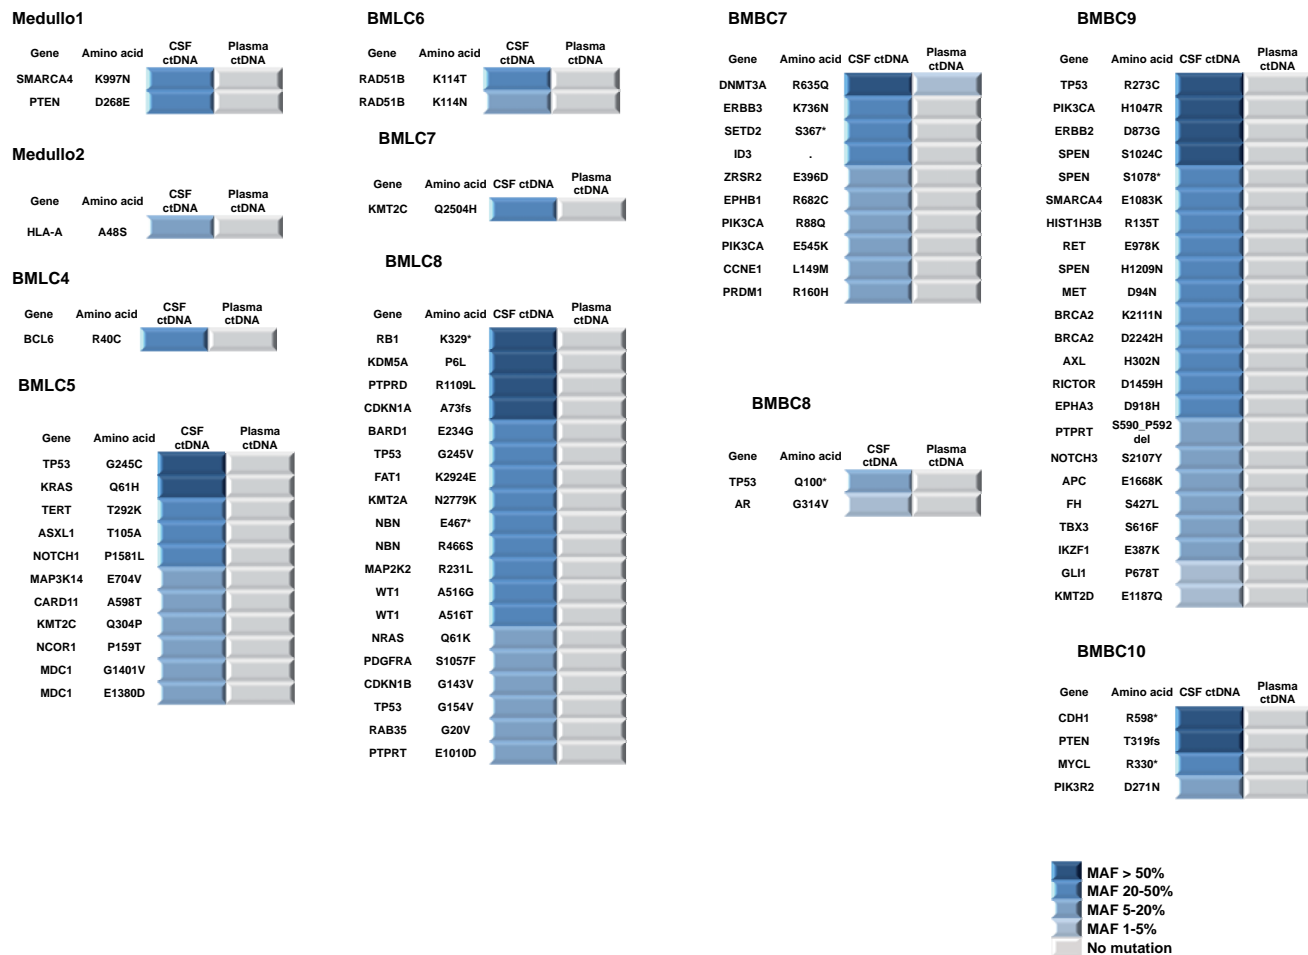 Medullo1
Gene Amino acid CSF ctDNA Plasma ctDNA
SMARCA4 K997N
PTEN D268E
Medullo2
Gene Amino acid CSF ctDNA Plasma ctDNA
HLA-A A48S
BMLC4
Gene Amino acid CSF ctDNA Plasma ctDNA
BCL6 R40C
BMLC5
Gene Amino acid CSF ctDNA Plasma ctDNA
TP53 G245C
KRAS Q61H
TERT T292K
ASXL1 T105A
NOTCH1 P1581L
MAP3K14 E704V
CARD11 A598T
KMT2C Q304P
NCOR1 P159T
MDC1 G1401V
MDC1 E1380D
BMLC6
Gene Amino acid CSF ctDNA Plasma ctDNA
RAD51B K114T
RAD51B K114N
BMLC7
Gene Amino acid CSF ctDNA Plasma ctDNA
KMT2C Q2504H
BMLC8
Gene Amino acid CSF ctDNA Plasma ctDNA
RB1 K329*
KDM5A P6L
PTPRD R1109L
CDKN1A A73fs
BARD1 E234G
TP53 G245V
FAT1 K2924E
KMT2A N2779K
NBN E467*
NBN R466S
MAP2K2 R231L
WT1 A516G
WT1 A516T
NRAS Q61K
PDGFRA S1057F
CDKN1B G143V
TP53 G154V
RAB35 G20V
PTPRT E1010D
BMBC7
Gene Amino acid CSF ctDNA Plasma ctDNA
DNMT3A R635Q
ERBB3 K736N
SETD2 S367*
ID3 .
ZRSR2 E396D
EPHB1 R682C
PIK3CA R88Q
PIK3CA E545K
CCNE1 L149M
PRDM1 R160H
BMBC8
Gene Amino acid CSF ctDNA Plasma ctDNA
TP53 Q100*
AR G314V
BMBC9
Gene Amino acid CSF ctDNA Plasma ctDNA
TP53 R273C
PIK3CA H1047R
ERBB2 D873G
SPEN S1024C
SPEN S1078*
SMARCA4 E1083K
HIST1H3B R135T
RET E978K
SPEN H1209N
MET D94N
BRCA2 K2111N
BRCA2 D2242H
AXL H302N
RICTOR D1459H
EPHA3 D918H
PTPRT S590_P592 del
NOTCH3 S2107Y
APC E1668K
FH S427L
TBX3 S616F
IKZF1 E387K
GLI1 P678T
KMT2D E1187Q
BMBC10
Gene Amino acid CSF ctDNA Plasma ctDNA
CDH1 R598*
PTEN T319fs
MYCL R330*
PIK3R2 D271N
MAF > 50%
MAF 20-50%
MAF 5-20%
MAF 1-5%
No mutation